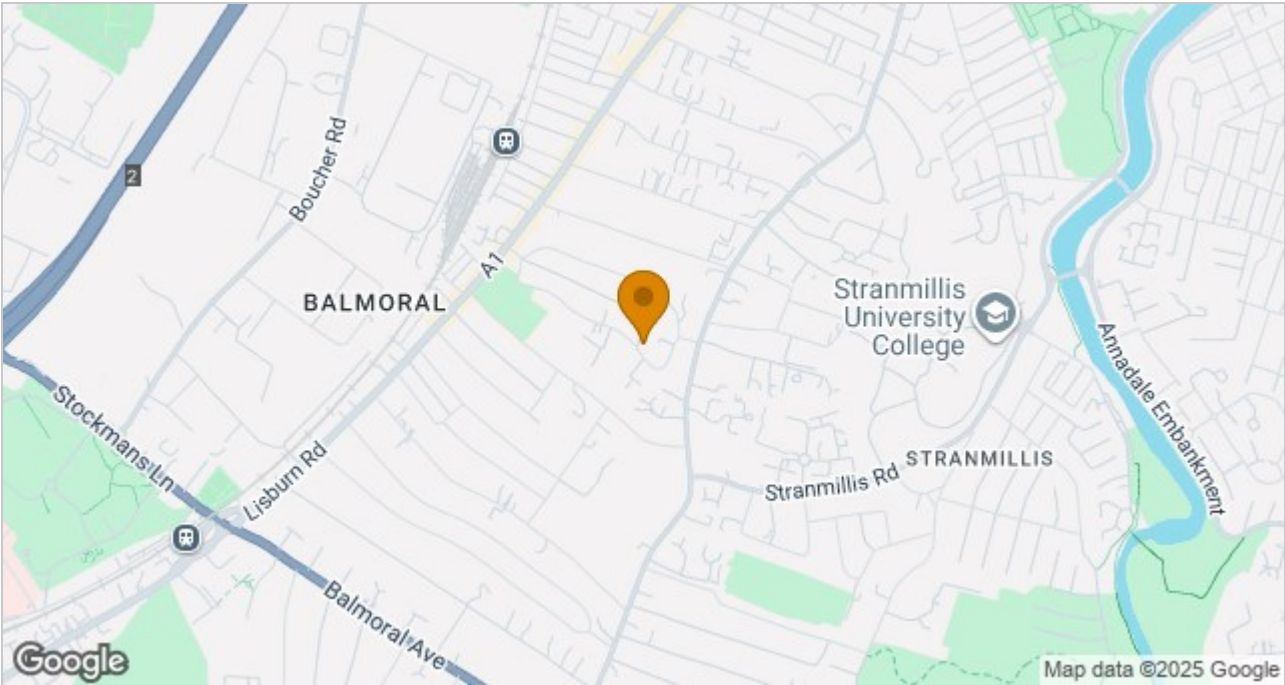 2
Boucher Rd
A1
BALMORAL
Stranmillis
University
College
Annadale Embankment
Stockmans Ln
Lisburn Rd
STRANMILLIS
Stranmillis Rd
Balmoral Ave
Google
Map data ©2025 Google